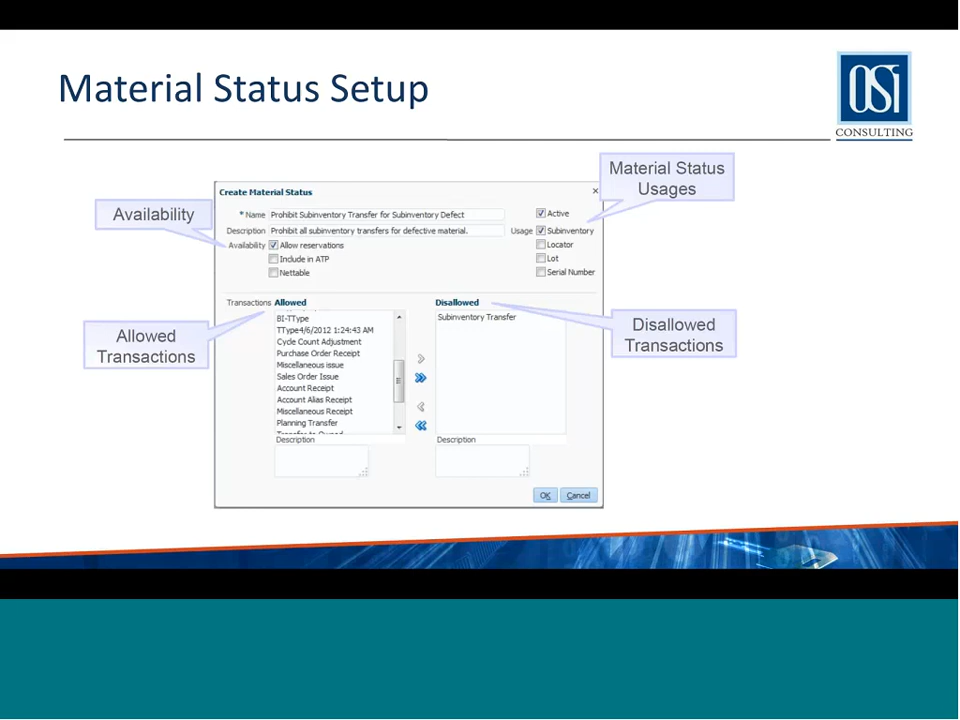 Material Status Setup
OSi
CONSULTING
Material Status
Usages
Availability
Create Material Status
* Name Prohibit Subinventory Transfer for Subinventory Defect
Active
Description Prohibit all subinventory transfers for defective material.
Usage Subinventory
Availability Allow reservations
Locator
Include in ATP
Lot
Nettable
Serial Number
Transactions Allowed
Disallowed
BI-TType
Subinventory Transfer
TType4/6/2012 1:24:43 AM
Cycle Count Adjustment
Purchase Order Receipt
Miscellaneous issue
Sales Order Issue
Account Receipt
Account Alias Receipt
Miscellaneous Receipt
Planning Transfer
Allowed
Transactions
Disallowed
Transactions
Description
Description
OK
Cancel